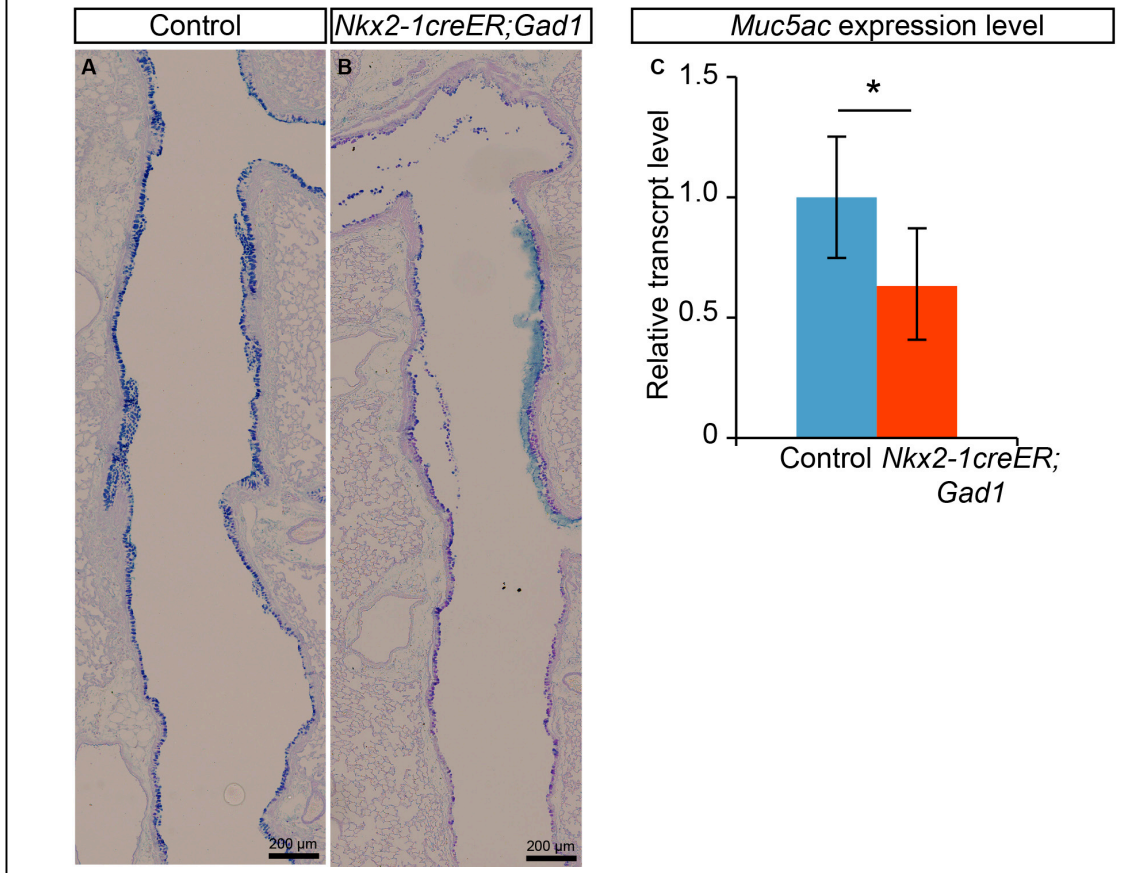 Control
Nkx2-1creER;Gad1
Muc5ac expression level
A
B
C
1.5
*
1.0
0.5
0
Relative transcrpt level
Control Nkx2-1creER;
Gad1
200 µm
200 µm